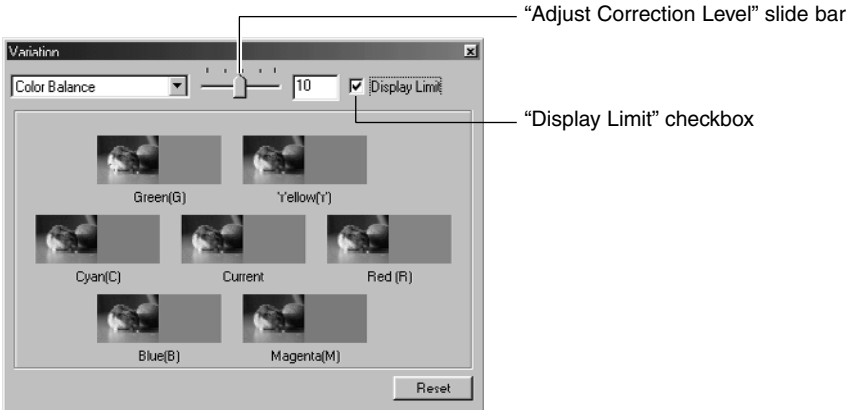 “Adjust Correction Level” slide bar
Variation
Color Balance
10
Display Limit
“Display Limit” checkbox
Green(G)
Yellow(Y)
Cyan(C)
Current
Red (R)
Blue(B)
Magenta(M)
Reset